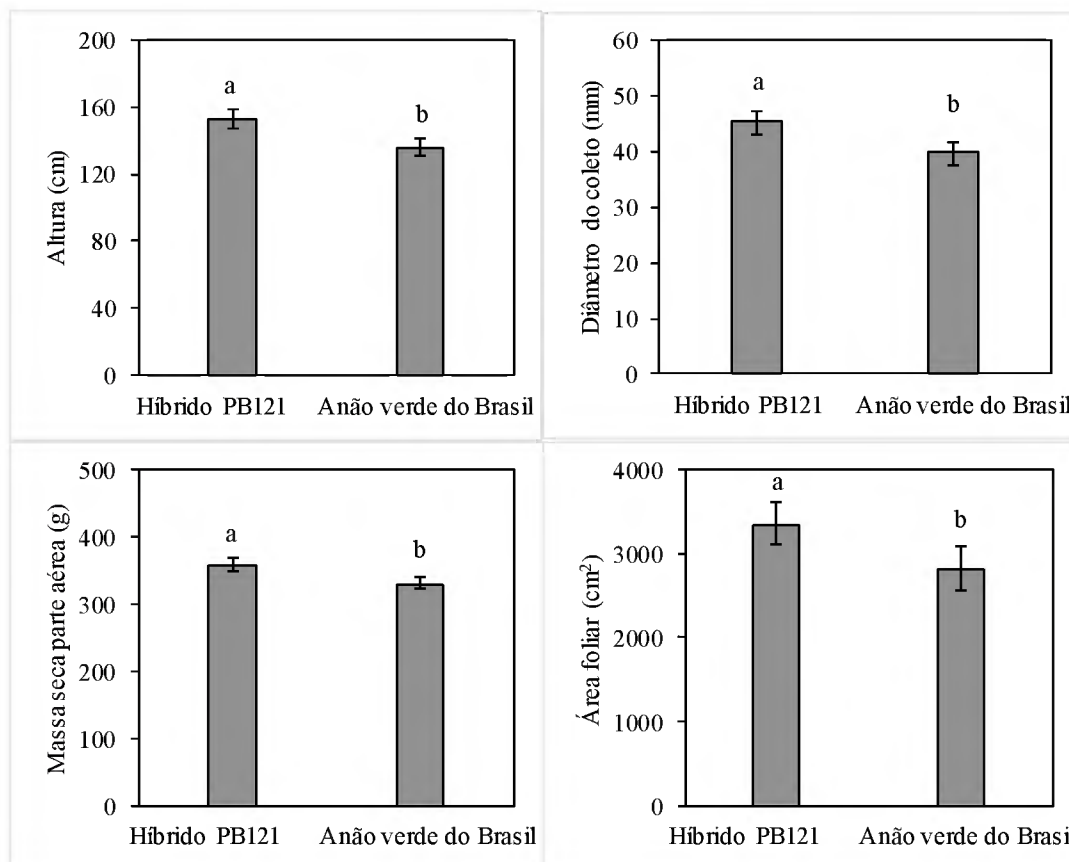 200
160
120
80
40
0
Altura (cm)
a
b
Híbrido PB121 Anão verde do Brasil
60
50
40
30
20
10
0
Diâmetro do coleto (mm)
a
b
Híbrido PB121 Anão verde do Brasil
500
400
300
200
100
0
Massa seca parte aérea (g)
a
b
Híbrido PB121 Anão verde do Brasil
4000
3000
2000
1000
0
Área foliar (cm²)
a
b
Híbrido PB121 Anão verde do Brasil